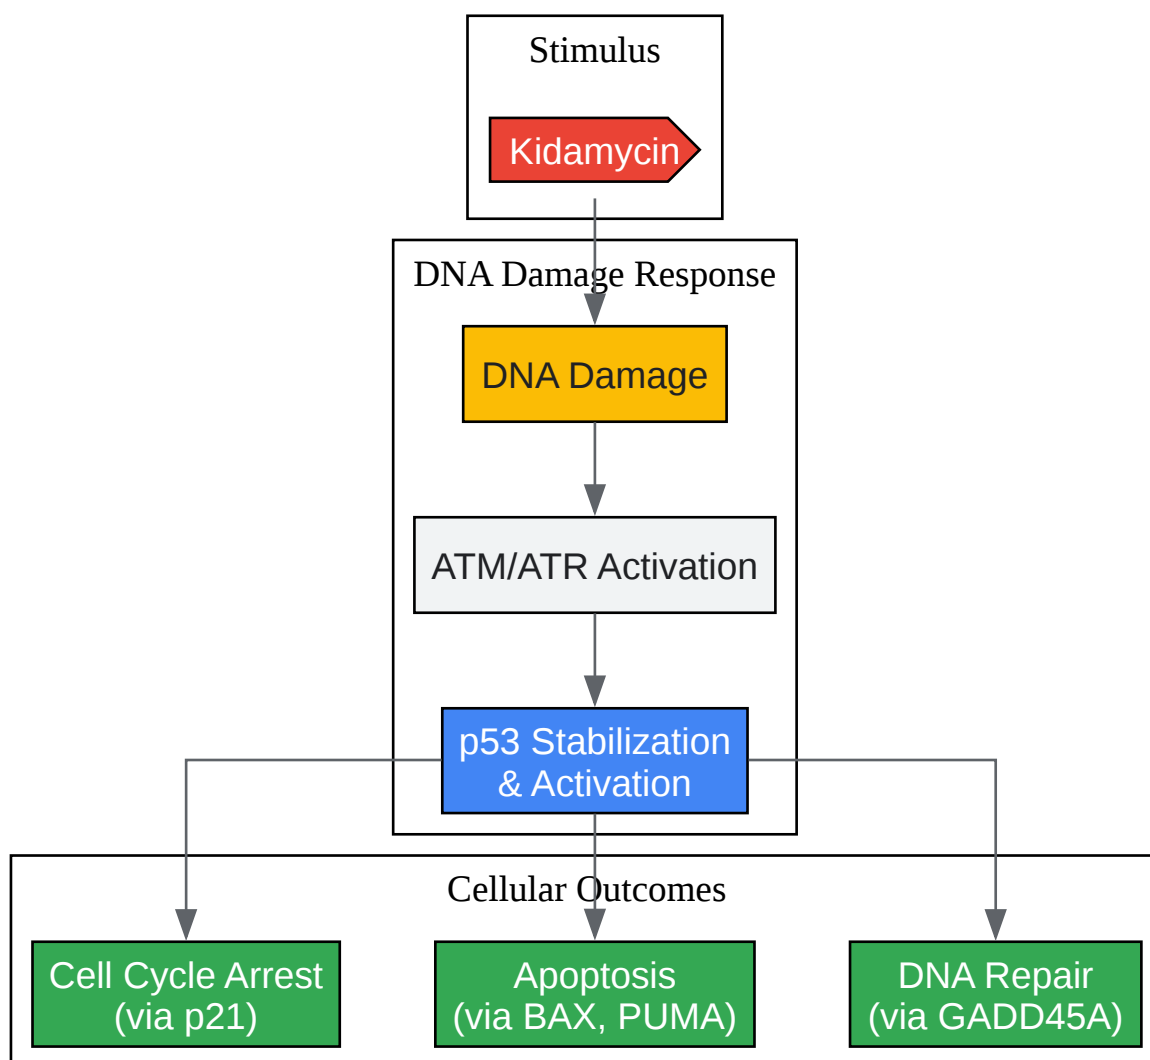 Stimulus
Kidamycin
DNA Damage Response
DNA Damage
ATM/ATR Activation
p53 Stabilization
& Activation
Cellular Outcomes
Cell Cycle Arrest
(via p21)
Apoptosis
(via BAX, PUMA)
DNA Repair
(via GADD45A)